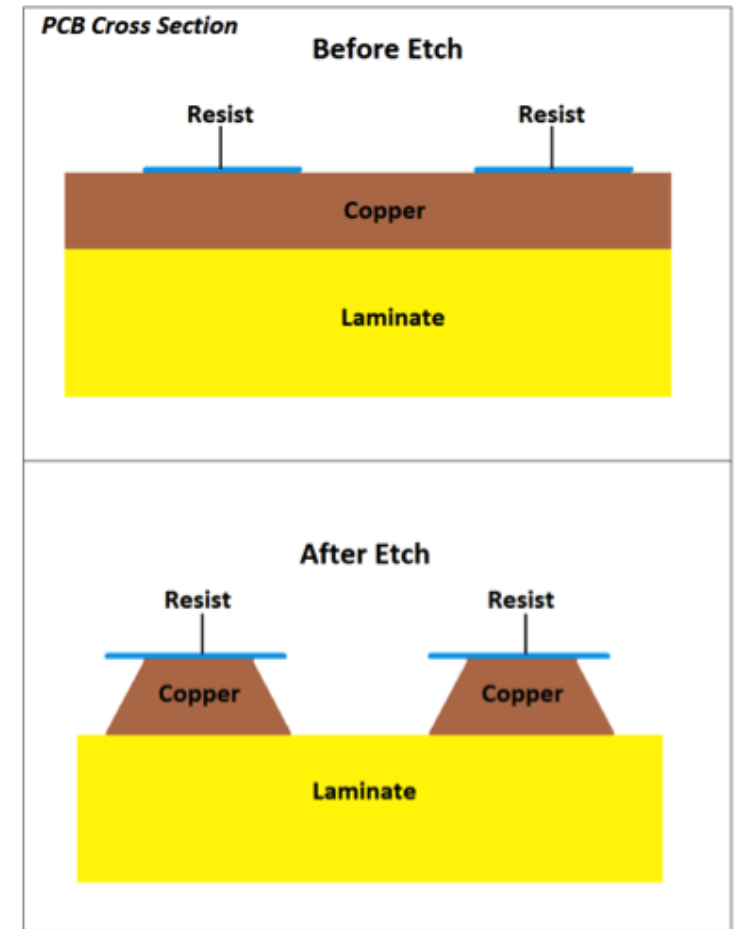 PCB Cross Section
Before Etch
Resist Resist
Copper
Laminate
After Etch
Resist Resist
Copper Copper
Laminate